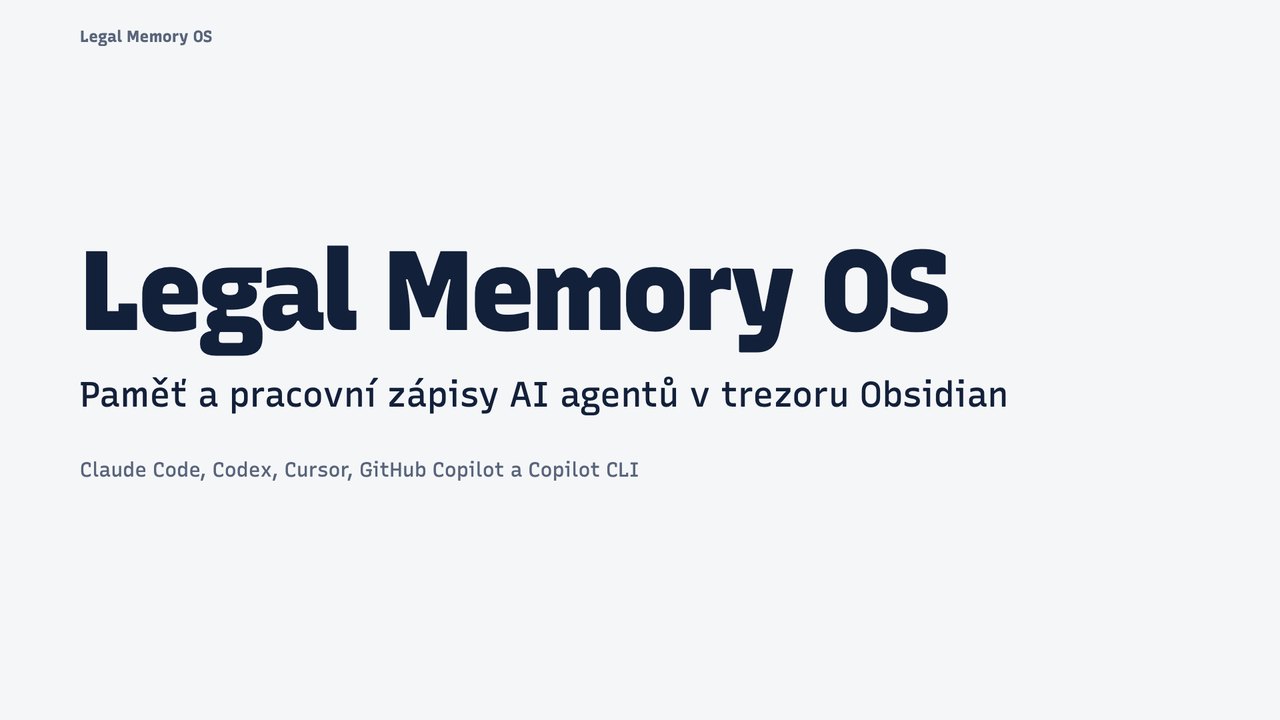 Legal Memory OS
Legal Memory OS
Paměť a pracovní zápisy AI agentů v trezoru Obsidian
Claude Code, Codex, Cursor, GitHub Copilot a Copilot CLI